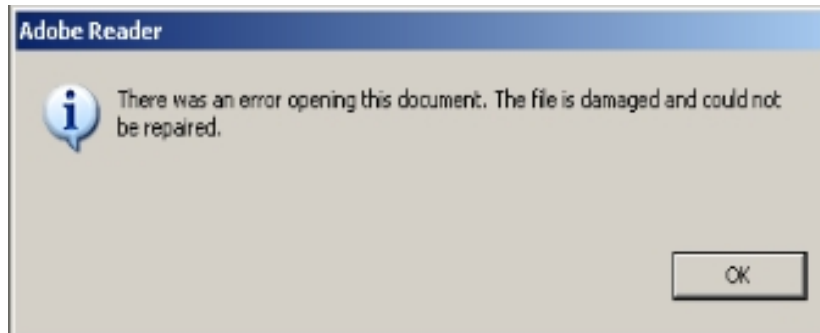 Adobe Reader
There was an error opening this document. The file is damaged and could not
be repaired.
OK